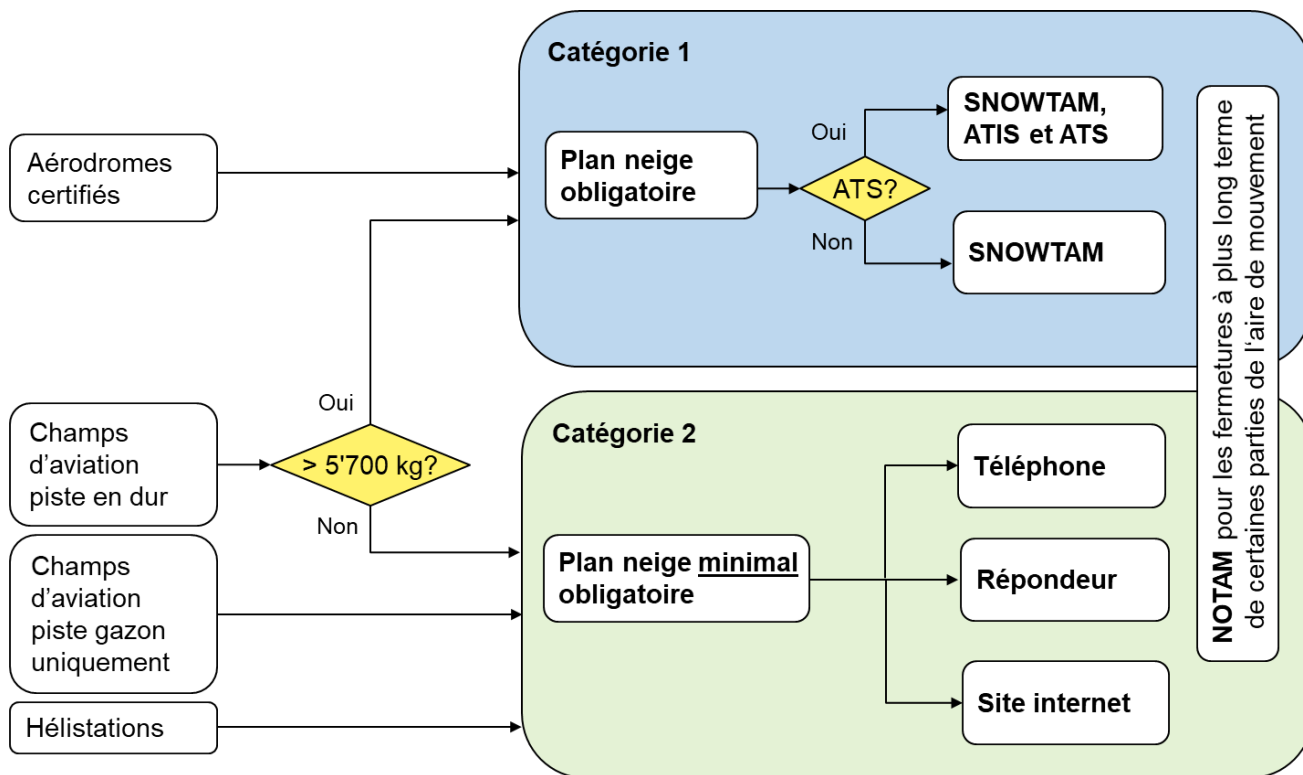 Catégorie 1
Aérodromes
certifiés
Plan neige
obligatoire
ATS?
Oui
Non
SNOWTAM,
ATIS et ATS
SNOWTAM
Champs
d'aviation
piste en dur
> 5'700 kg?
Oui
Non
Champs
d'aviation
piste gazon
uniquement
Hélistations
Catégorie 2
Plan neige minimal
obligatoire
Téléphone
Répondeur
Site internet
NOTAM pour les fermetures à plus long terme
de certaines parties de l‘aire de mouvement